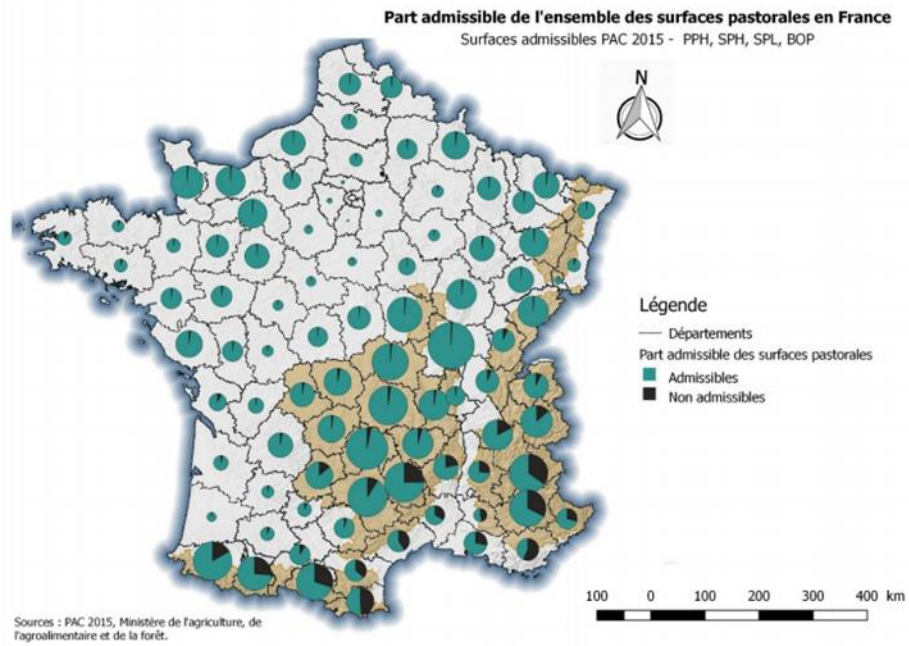 Part admissible de l'ensemble des surfaces pastorales en France
Surfaces admissibles PAC 2015 - PPH, SPH, SPL, BOP
N
Légende
Départements
Part admissible des surfaces pastorales
Admissibles
Non admissibles
100 0 100 200 300 400 km
Sources : PAC 2015, Ministère de l'agriculture, de
l'agroalimentaire et de la forêt.